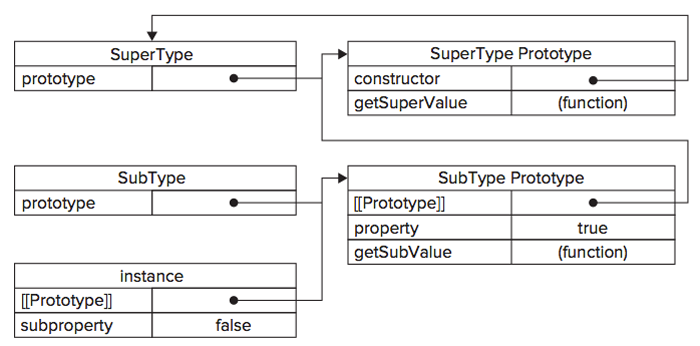 SuperType
prototype
SuperType Prototype
constructor
getSuperValue (function)
SubType
prototype
SubType Prototype
[[Prototype]]
property true
getSubValue (function)
instance
[[Prototype]]
subproperty false